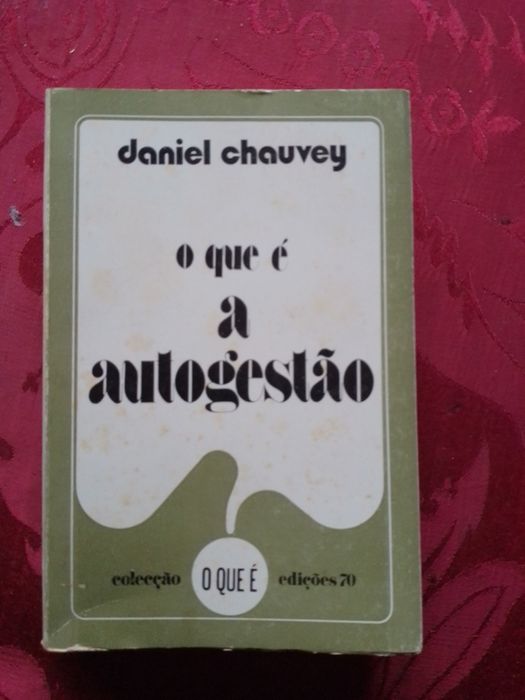 daniel chauvey
o que é
a
autogestão
colecção O QUE É edições 70